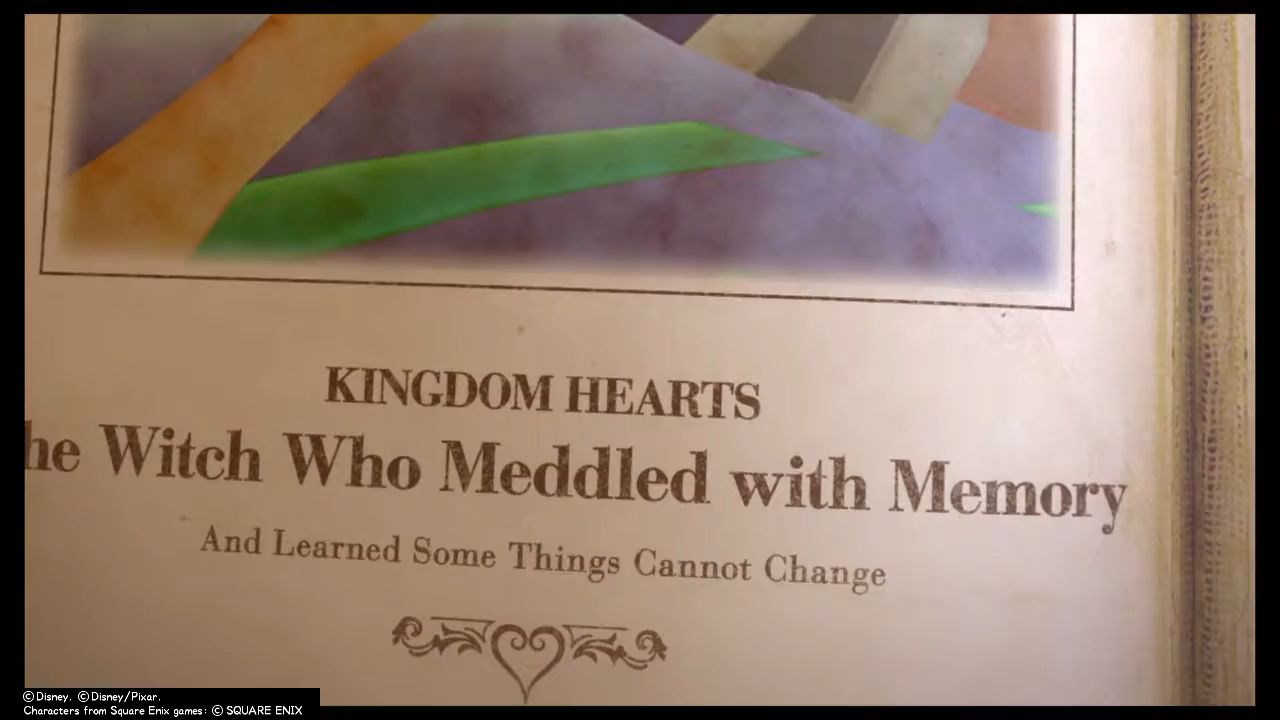 KINGDOM HEARTS
he Witch Who Meddled with Memory
And Learned Some Things Cannot Change
© Disney. © Disney/Pixar.
Characters from Square Enix games: © SQUARE ENIX